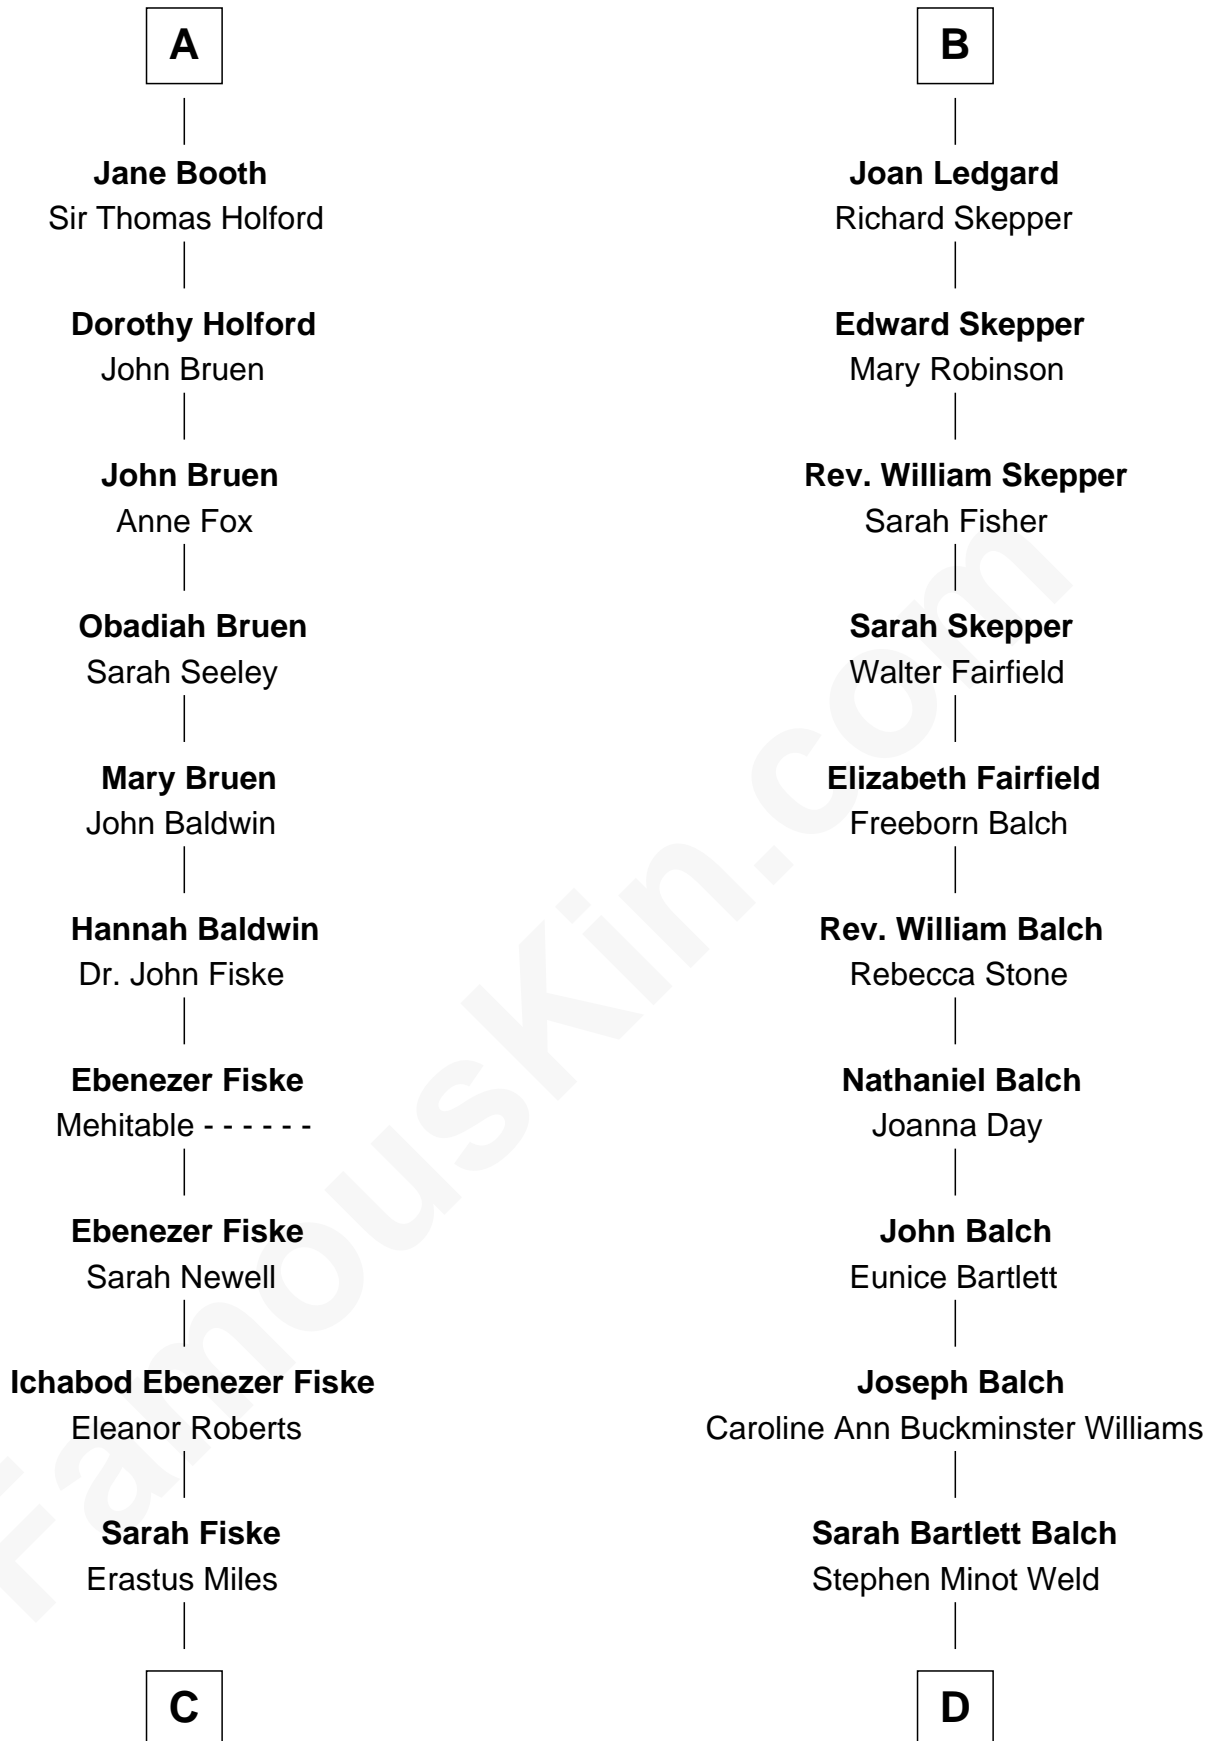 A
Jane Booth
Sir Thomas Holford
Dorothy Holford
John Bruen
John Bruen
Anne Fox
Obadiah Bruen
Sarah Seeley
Mary Bruen
John Baldwin
Hannah Baldwin
Dr. John Fiske
Ebenezer Fiske
Mehitable - - - - - -
Ebenezer Fiske
Sarah Newell
Ichabod Ebenezer Fiske
Eleanor Roberts
Sarah Fiske
Erastus Miles
C
B
Joan Ledgard
Richard Skepper
Edward Skepper
Mary Robinson
Rev. William Skepper
Sarah Fisher
Sarah Skepper
Walter Fairfield
Elizabeth Fairfield
Freeborn Balch
Rev. William Balch
Rebecca Stone
Nathaniel Balch
Joanna Day
John Balch
Eunice Bartlett
Joseph Balch
Caroline Ann Buckminster Williams
Sarah Bartlett Balch
Stephen Minot Weld
D
FamousKin.com